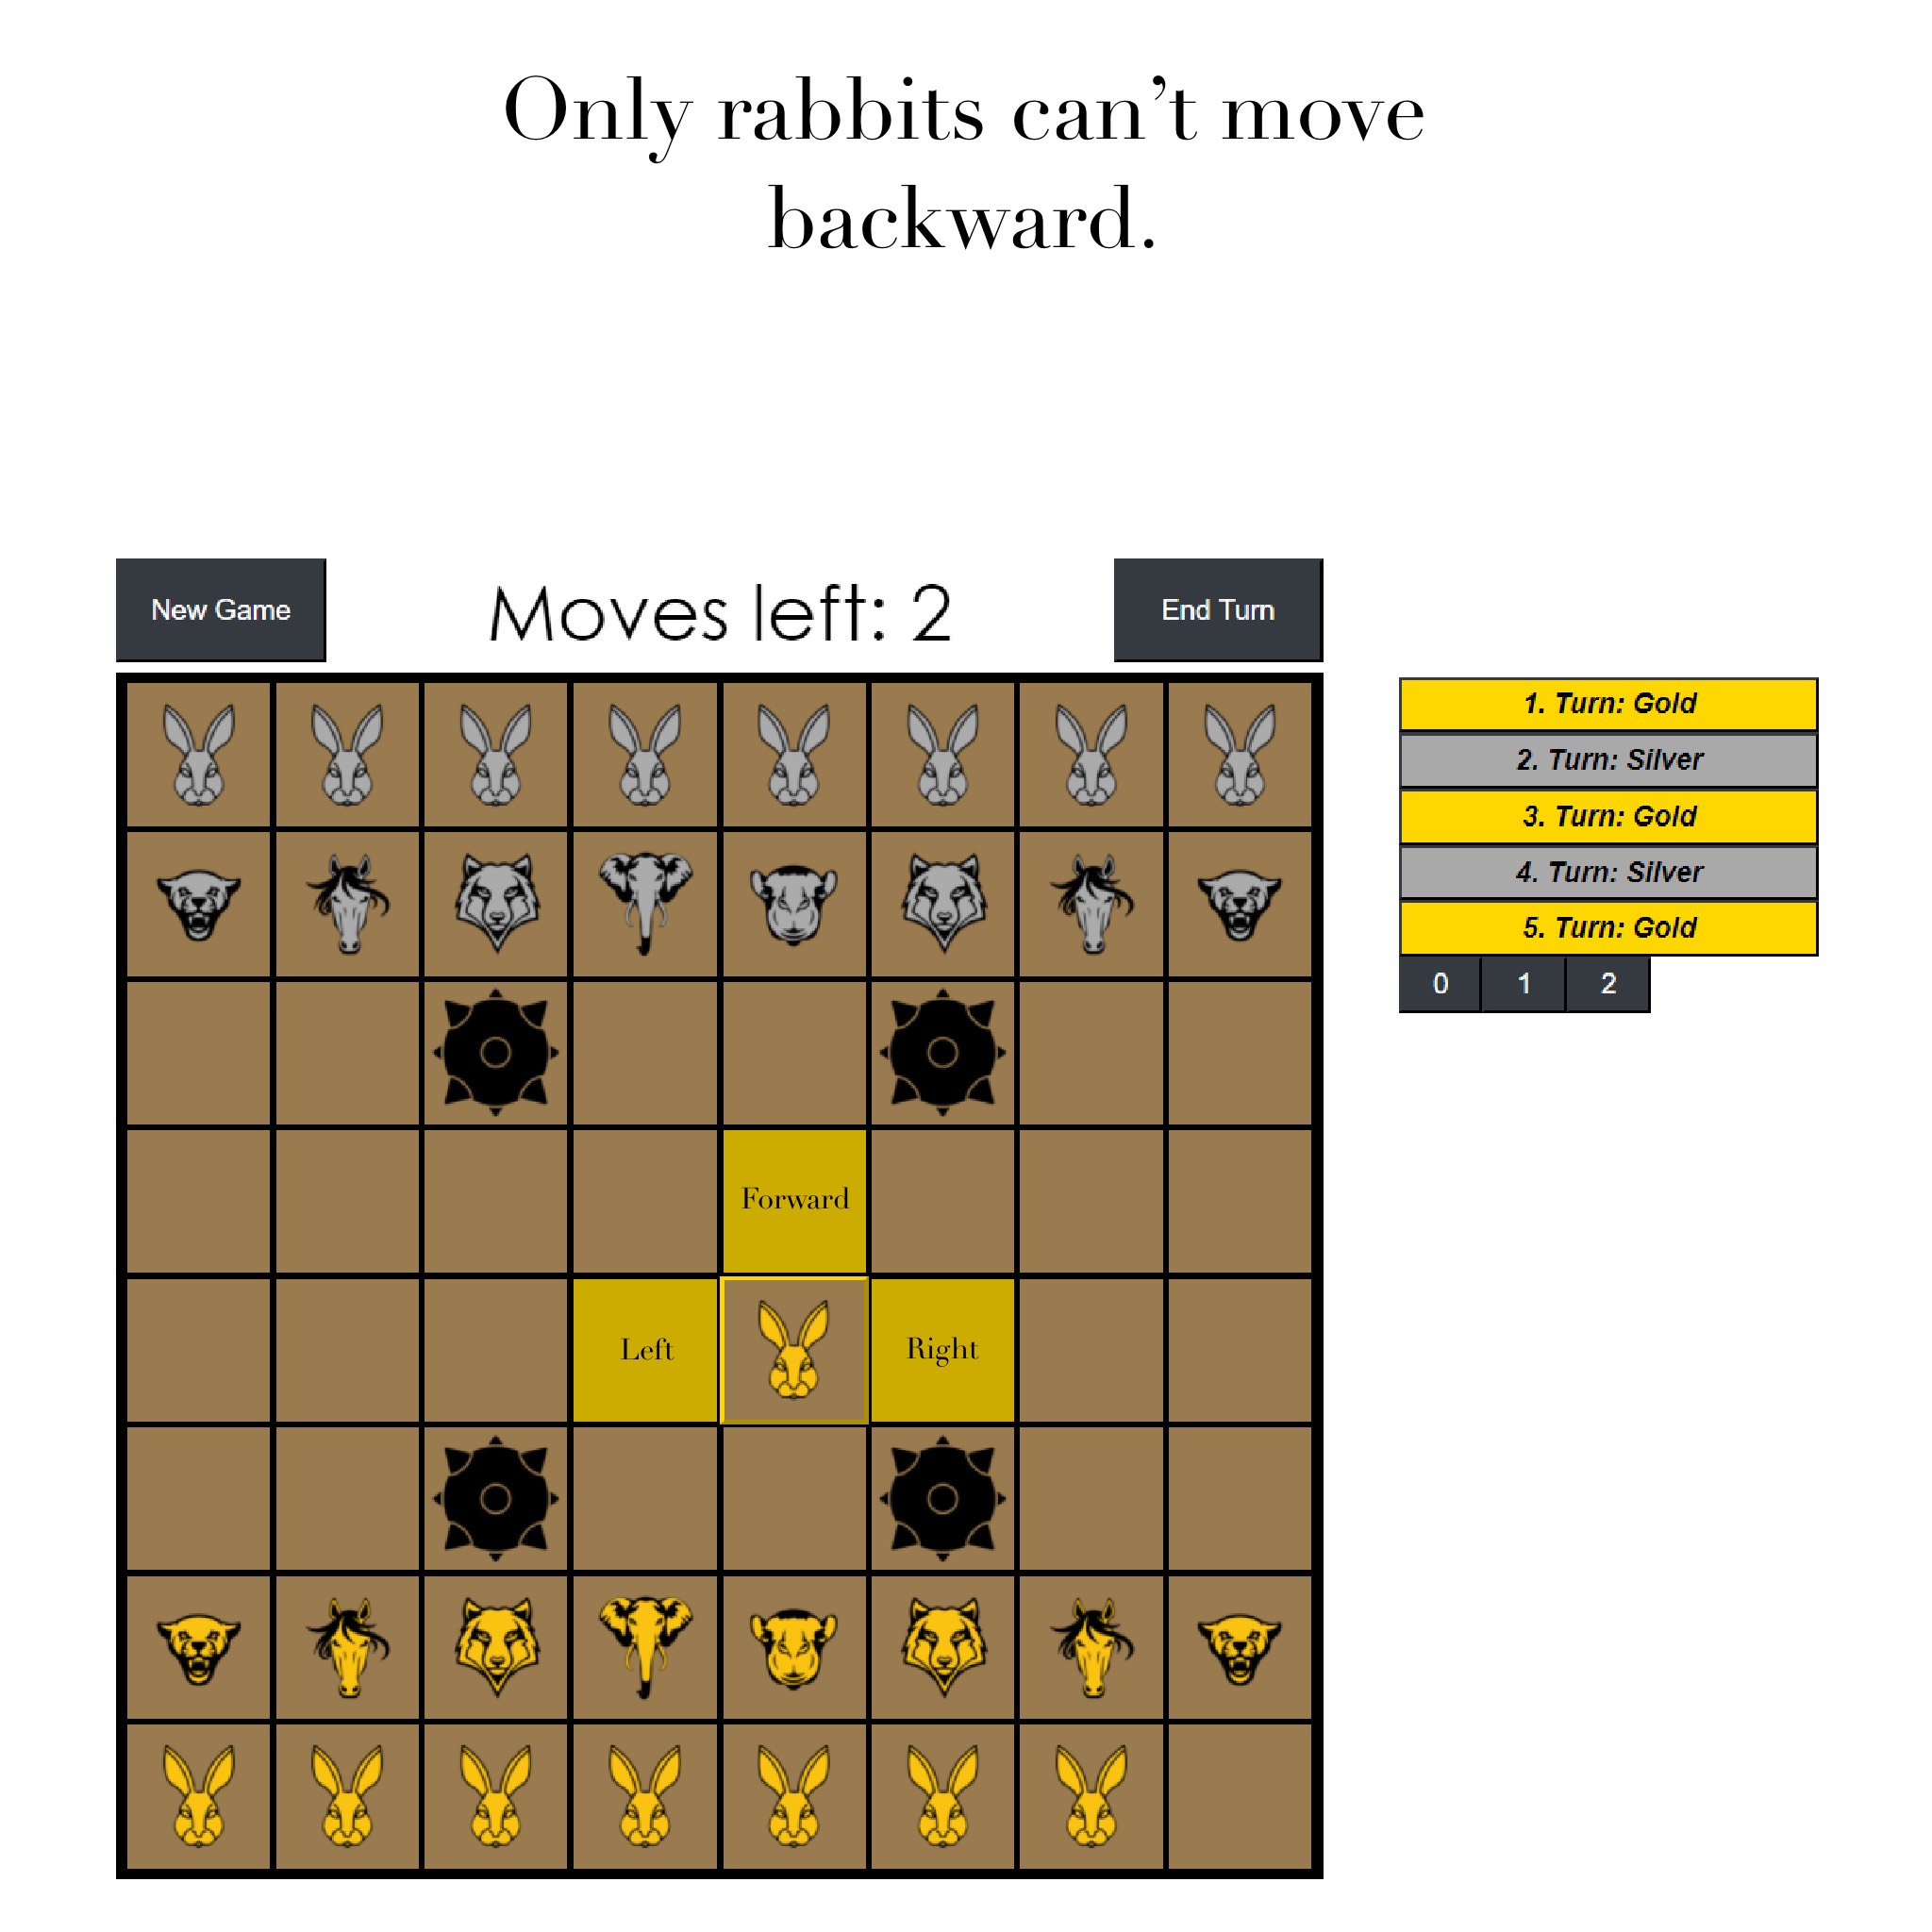 Only rabbits can’t move
backward.
New Game
Moves left: 2
End Turn
1. Turn: Gold
2. Turn: Silver
3. Turn: Gold
4. Turn: Silver
5. Turn: Gold
0 1 2
Forward
Left
Right